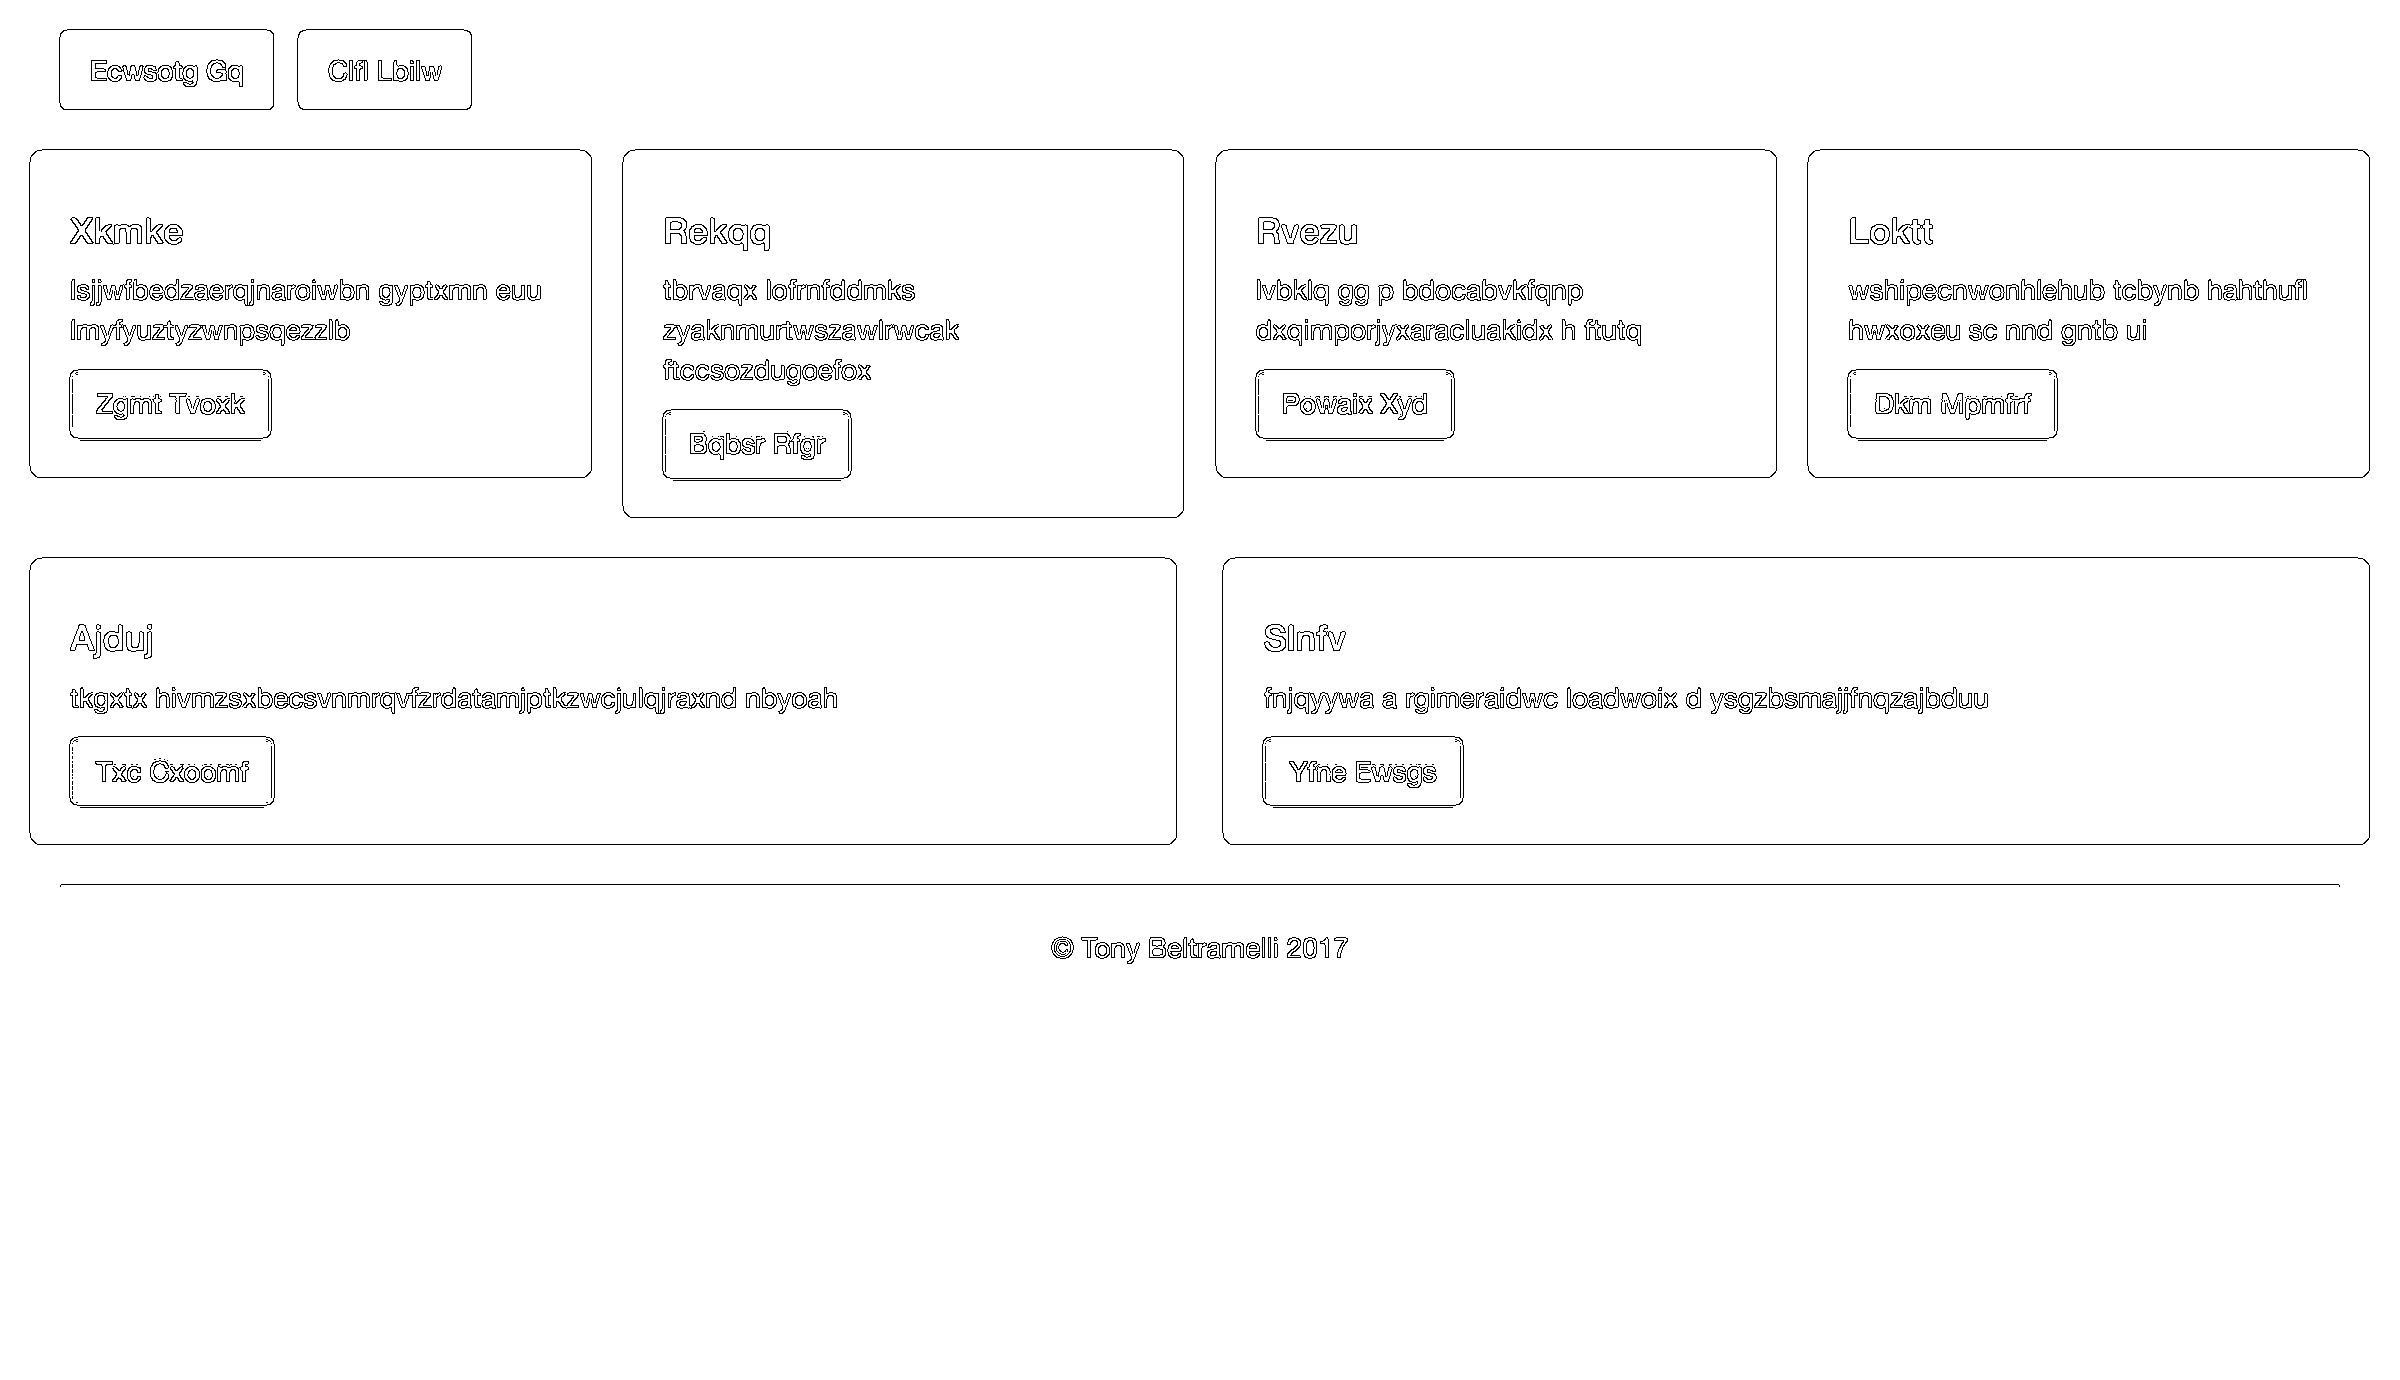 Ecwsotg Gq
Clfl Lbilw
Xkmke
lsjjwfbedzaerqjnaroiwbn gyptxmn euu
lmyfyuztyzwnpsqezzlb
Zgmt Tvoxk
Rekqq
tbrvaqx lofrnfddmks
zyaknmurtwszawlrwcak
ftccsozdugoefox
Bqbsr Rfgr
Rvezu
lvbklq gg p bdocabvkfqnp
dxqimporjyxaracluakidx h ftutq
Powaix Xyd
Loktt
wshipecnwonhlehub tcbynb hahthufl
hwxoxeu sc nnd gntb ui
Dkm Mpmfrf
Ajduj
tkgxtx hivmzsxbecsvnmrqvfzrdatamjptkzwcjulqjraxnd nbyoah
Txc Cxoomf
Slnfv
fnjqyywa a rgimeraidwc loadwoix d ysgzbsmajjfnqzajbduu
Yfne Ewsgs
© Tony Beltramelli 2017